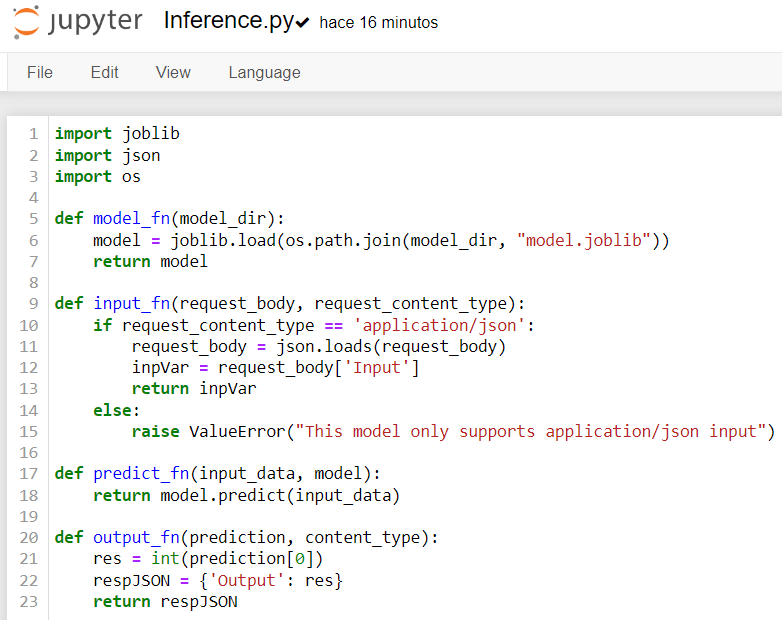 jupyter Inference.py✔ hace 16 minutos
File Edit View Language
1 import joblib
2 import json
3 import os
4
5 def model_fn(model_dir):
6     model = joblib.load(os.path.join(model_dir, "model.joblib"))
7     return model
8
9 def input_fn(request_body, request_content_type):
10     if request_content_type == 'application/json':
11         request_body = json.loads(request_body)
12         inpVar = request_body['Input']
13         return inpVar
14     else:
15         raise ValueError("This model only supports application/json input")
16
17 def predict_fn(input_data, model):
18     return model.predict(input_data)
19
20 def output_fn(prediction, content_type):
21     res = int(prediction[0])
22     respJSON = {'Output': res}
23     return respJSON